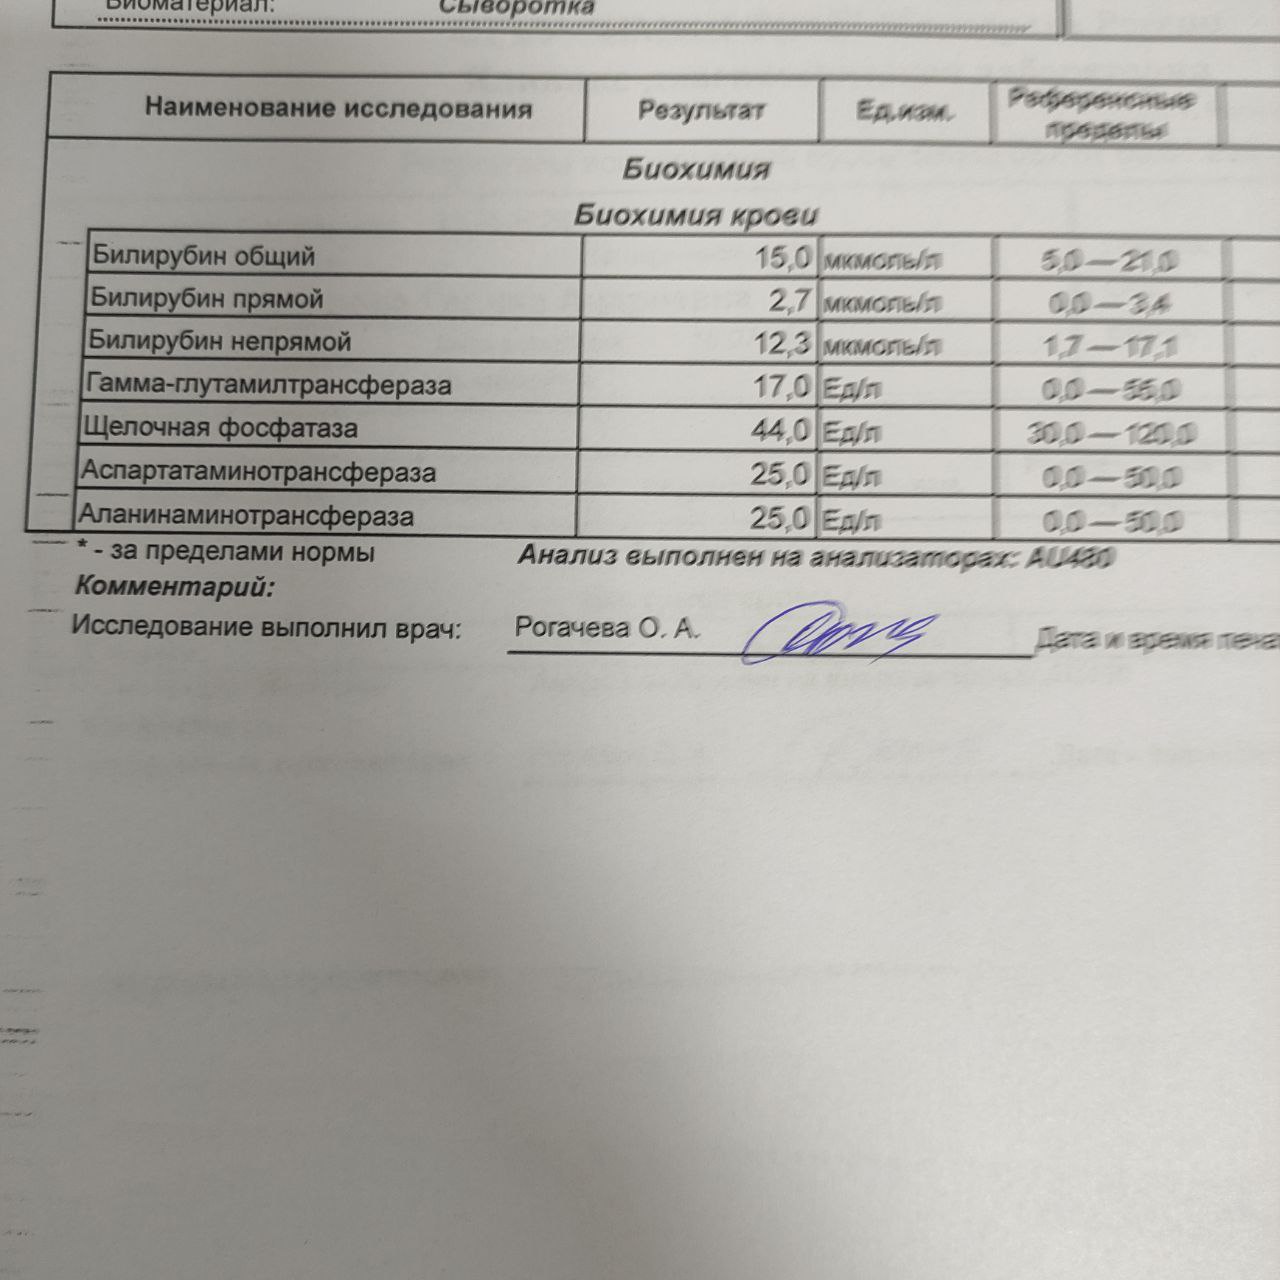 Биоматериал: Сыворотка
Наименование исследования Результат Ед.изм. Референсные пределы
Биохимия
Биохимия крови
Билирубин общий 15,0 мкмоль/л 5,0 — 21,0
Билирубин прямой 2,7 мкмоль/л 0,0 — 3,4
Билирубин непрямой 12,3 мкмоль/л 1,7 — 17,1
Гамма-глутамилтрансфераза 17,0 Ед/л 0,0 — 55,0
Щелочная фосфатаза 44,0 Ед/л 30,0 — 120,0
Аспартатаминотрансфераза 25,0 Ед/л 0,0 — 50,0
Аланинаминотрансфераза 25,0 Ед/л 0,0 — 50,0
* - за пределами нормы Анализ выполнен на анализаторах: AU480
Комментарий:
Исследование выполнил врач: Рогачева О. А. Дата и время печа